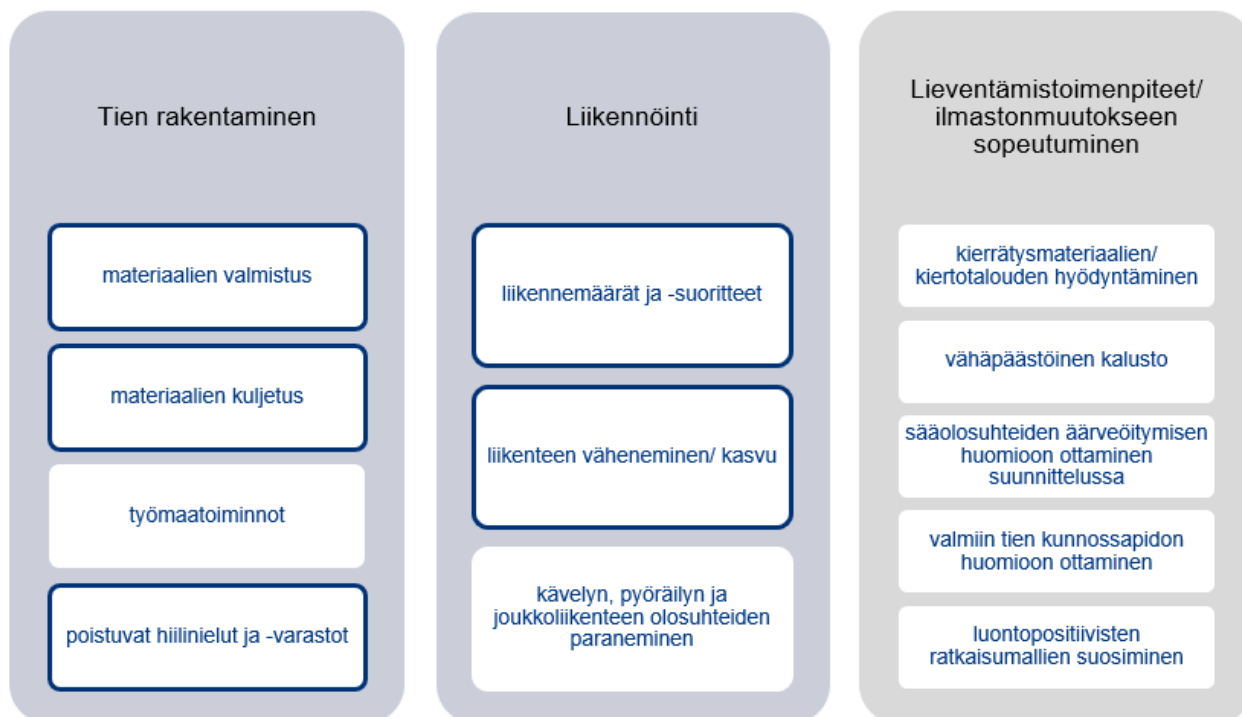 Tien rakentaminen
materiaalien valmistus
materiaalien kuljetus
työmaatoiminnot
poistuvat hiilinielut ja -varastot
Liikennöinti
liikennemäärät ja -suoritteet
liikenteen väheneminen/ kasvu
kävelyn, pyöräilyn ja
joukkoliikenteen olosuhteiden
paraneminen
Lieventämistoimenpiteet/
ilmastonmuutokseen
sopeutuminen
kierrätysmateriaalien/
kiertotalouden hyödyntäminen
vähäpäästöinen kalusto
sääolosuhteiden äärveöitymisen
huomioon ottaminen
suunnittelussa
valmiin tien kunnossapidon
huomioon ottaminen
luontopositiivisten
ratkaisumallien suosiminen